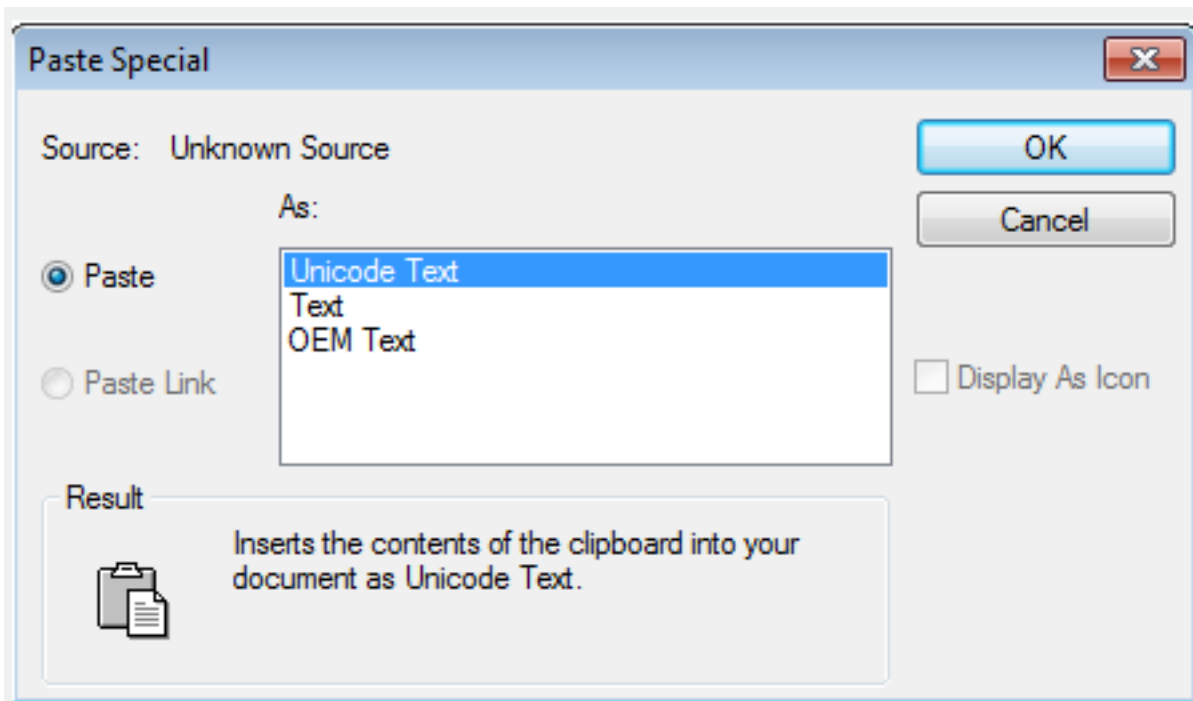 Paste Special
Source: Unknown Source
OK
As:
Cancel
Paste
Unicode Text
Text
OEM Text
Paste Link
Display As Icon
Result
Inserts the contents of the clipboard into your
document as Unicode Text.